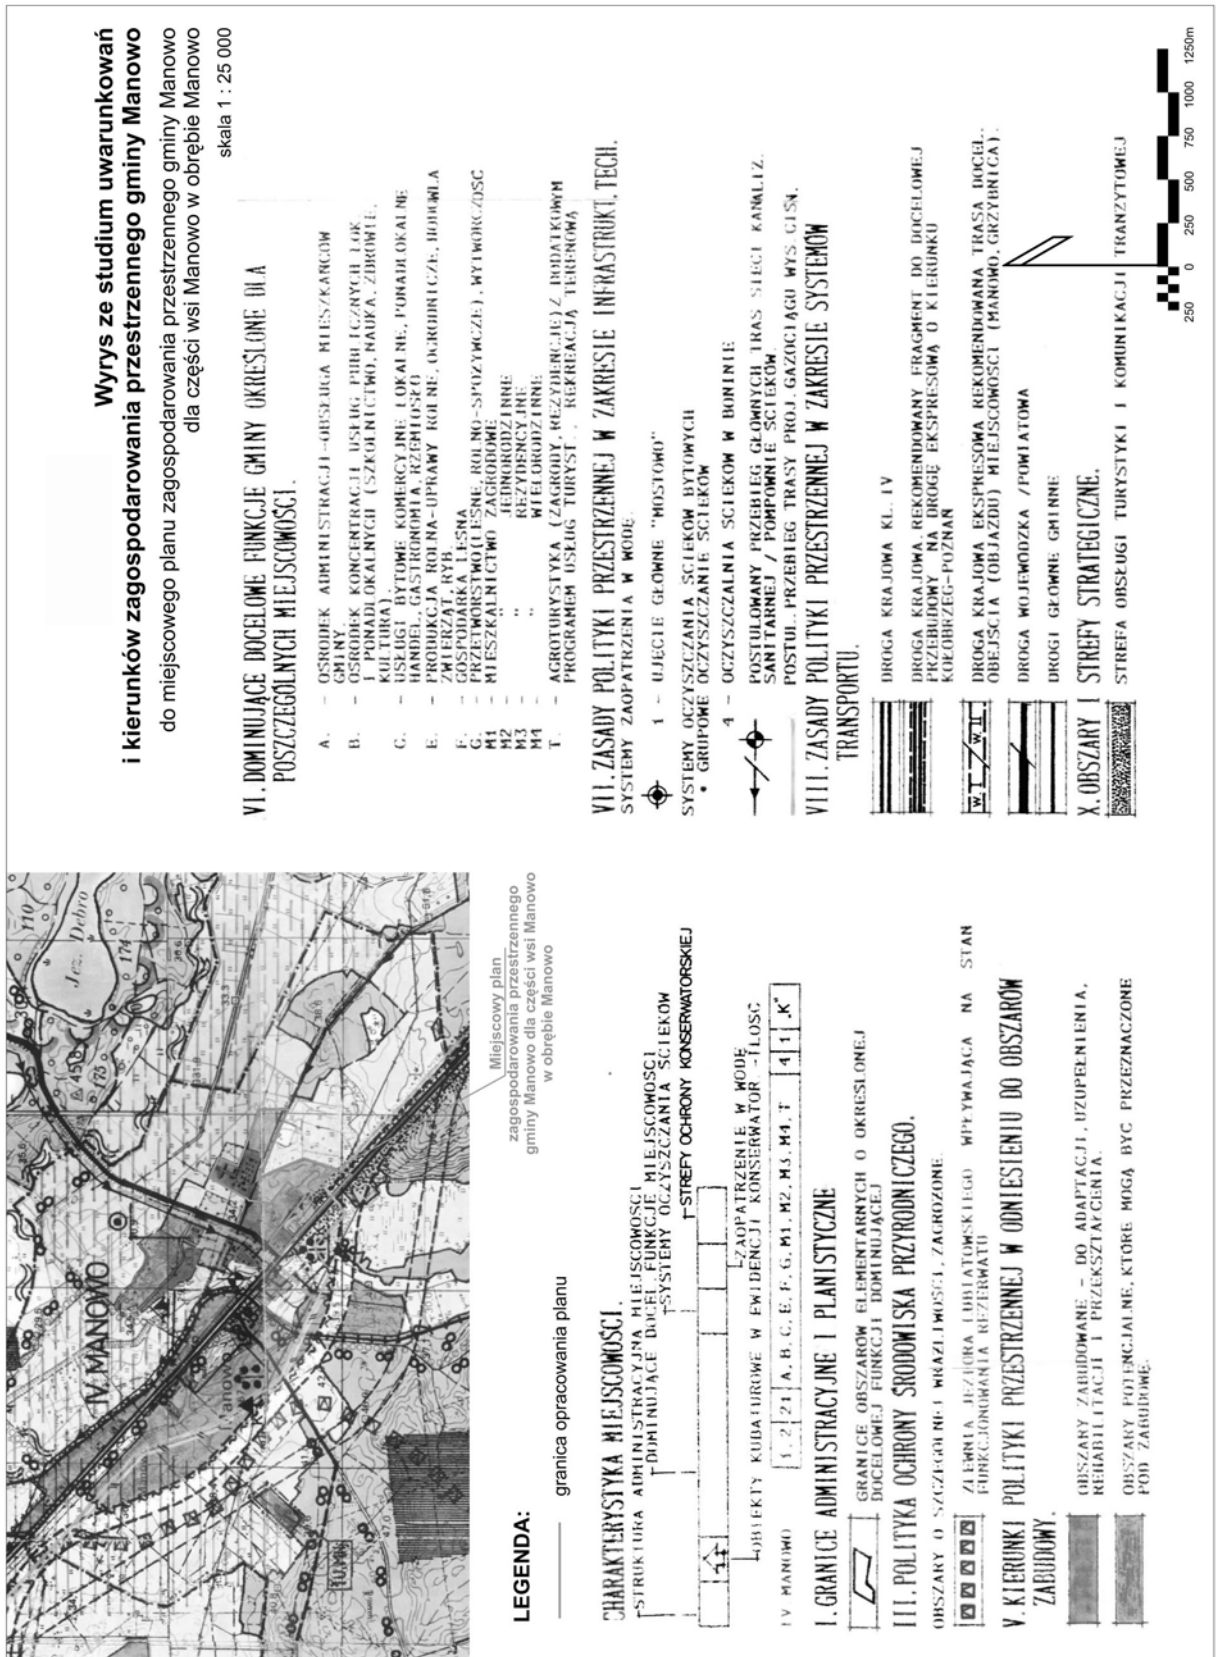 Wyrys ze studium uwarunkowań
i kierunków zagospodarowania przestrzennego gminy Manowo
do miejscowego planu zagospodarowania przestrzennego gminy Manowo
dla części wsi Manowo w obrębie Manowo
skala 1 : 25 000
110
Jez. Debro
174
458
173
IV. MANOWO
Manowo
Miejscowy plan
zagospodarowania przestrzennego
gminy Manowo dla części wsi Manowo
w obrębie Manowo
LEGENDA:
granica opracowania planu
CHARAKTERYSTYKA MIEJSCOWOŚCI.
STRUKTURA ADMINISTRACYJNA MIEJSCOWOŚCI
DOMINUJĄCE DOCEL. FUNKCJE MIEJSCOWOŚCI
SYSTEMY OCZYSZCZANIA ŚCIEKÓW
STREFY OCHRONY KONSERWATORSKIEJ
ZAOPATRZENIE W WODĘ
OBIEKTY KUBATUROWE W EWIDENCJI KONSERWATOR. -ILOŚĆ
IV MANOWO 1. 2 21 A, B, C, E, F, G, M1, M2, M3, M4, T 4 1 „K"
I. GRANICE ADMINISTRACYJNE I PLANISTYCZNE
GRANICE OBSZARÓW ELEMENTARNYCH O OKREŚLONEJ
DOCELOWEJ FUNKCJI DOMINUJĄCEJ
III. POLITYKA OCHRONY ŚRODOWISKA PRZYRODNICZEGO.
OBSZARY O SZCZEGÓLNEJ WRAŻLIWOŚCI, ZAGROŻONE.
ZLEWNIA JEZIORA LUBIATOWSKIEGO WPŁYWAJĄCA NA STAN
FUNKCJONOWANIA REZERWATU
V. KIERUNKI POLITYKI PRZESTRZENNEJ W ODNIESIENIU DO OBSZARÓW
ZABUDOWY.
OBSZARY ZABUDOWANE - DO ADAPTACJI, UZUPEŁNIENIA,
REHABILITACJI I PRZEKSZTAŁCENIA.
OBSZARY POTENCJALNE, KTÓRE MOGĄ BYĆ PRZEZNACZONE
POD ZABUDOWĘ.
VI. DOMINUJĄCE DOCELOWE FUNKCJE GMINY OKREŚLONE DLA
POSZCZEGÓLNYCH MIEJSCOWOŚCI.
A. - OŚRODEK ADMINISTRACJI-OBSŁUGA MIESZKAŃCÓW
GMINY.
B. - OŚRODEK KONCENTRACJI USŁUG PUBLICZNYCH LOK.
I PONADLOKALNYCH (SZKOLNICTWO, NAUKA, ZDROWIE,
KULTURA).
C. - USŁUGI BYTOWE KOMERCYJNE LOKALNE, PONADLOKALNE
HANDEL, GASTRONOMIA, RZEMIOSŁO
E. - PRODUKCJA ROLNA-UPRAWY ROLNE, OGRODNICZE, HODOWLA
ZWIERZĄT, RYB.
F. - GOSPODARKA LEŚNA
G. - PRZETWÓRSTWO (LEŚNE, ROLNO-SPOŻYWCZE), WYTWÓRCZOŚĆ
M1 - MIESZKALNICTWO ZAGRODOWE
M2 - " JEDNORODZINNE
M3 - " REZYDENCYJNE
M4 - " WIELORODZINNE
T - AGROTURYSTYKA (ZAGRODY, REZYDENCJE) Z DODATKOWYM
PROGRAMEM USŁUG TURYST., REKREACJĄ TERENOWĄ
VII. ZASADY POLITYKI PRZESTRZENNEJ W ZAKRESIE INFRASTRUKT. TECH.
SYSTEMY ZAOPATRZENIA W WODĘ.
1 - UJĘCIE GŁÓWNE "MOSTOWO"
SYSTEMY OCZYSZCZANIA ŚCIEKÓW BYTOWYCH
• GRUPOWE OCZYSZCZANIE ŚCIEKÓW
4 - OCZYSZCZALNIA ŚCIEKÓW W BONINIE
POSTULOWANY PRZEBIEG GŁÓWNYCH TRAS SIECI KANALIZ.
SANITARNEJ / POMPOWNIE ŚCIEKÓW.
POSTUL. PRZEBIEG TRASY PROJ. GAZOCIĄGU WYS. CIŚN.
VIII. ZASADY POLITYKI PRZESTRZENNEJ W ZAKRESIE SYSTEMÓW
TRANSPORTU.
DROGA KRAJOWA KL. IV
DROGA KRAJOWA, REKOMENDOWANY FRAGMENT DO DOCELOWEJ
PRZEBUDOWY NA DROGĘ EKSPRESOWĄ O KIERUNKU
KOŁOBRZEG-POZNAŃ
W.I W.II
DROGA KRAJOWA EKSPRESOWA REKOMENDOWANA TRASA DOCEL.
OBEJŚCIA (OBJAZDU) MIEJSCOWOŚCI (MANOWO, GRZYBNICA).
DROGA WOJEWÓDZKA /POWIATOWA
DROGI GŁÓWNE GMINNE
X. OBSZARY I STREFY STRATEGICZNE.
STREFA OBSŁUGI TURYSTYKI I KOMUNIKACJI TRANZYTOWEJ
250 0 250 500 750 1000 1250m